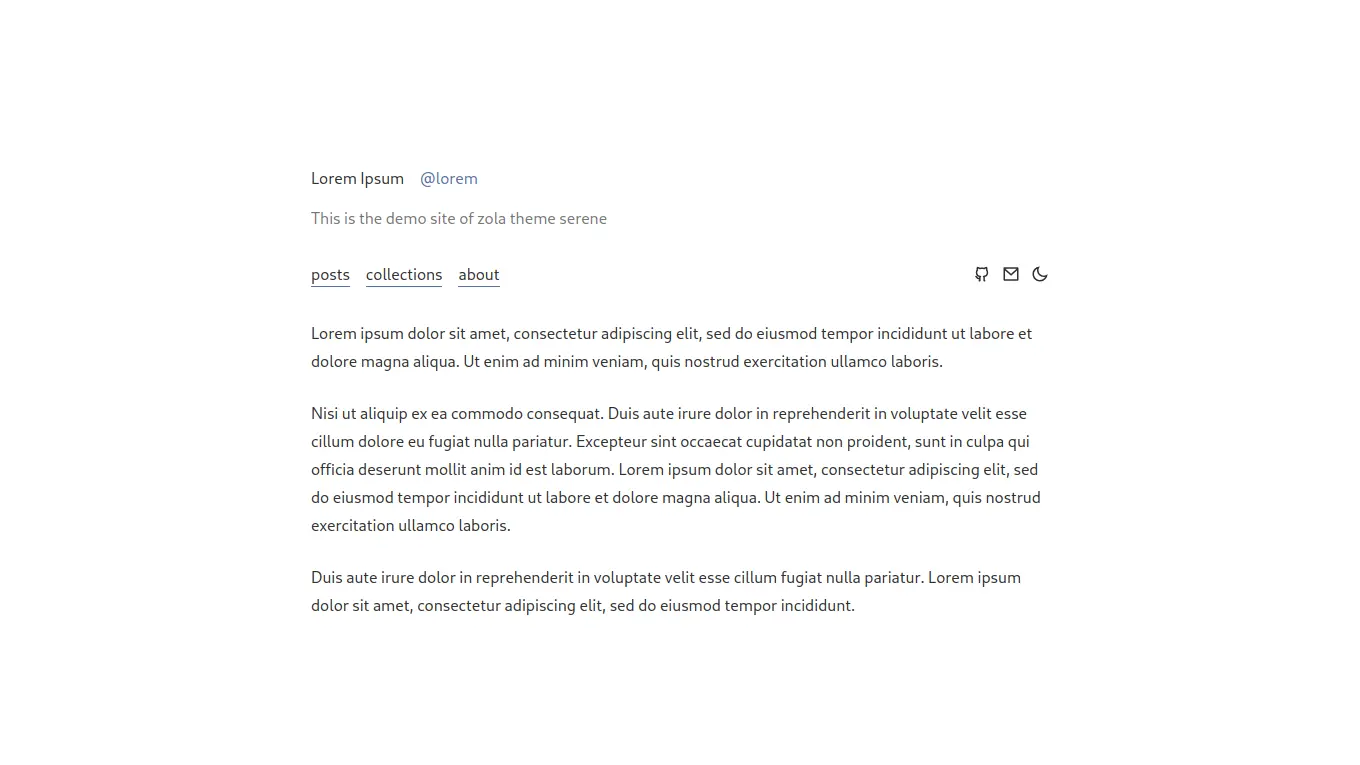 Lorem Ipsum @lorem
This is the demo site of zola theme serene
posts collections about
Lorem ipsum dolor sit amet, consectetur adipiscing elit, sed do eiusmod tempor incididunt ut labore et
dolore magna aliqua. Ut enim ad minim veniam, quis nostrud exercitation ullamco laboris.
Nisi ut aliquip ex ea commodo consequat. Duis aute irure dolor in reprehenderit in voluptate velit esse
cillum dolore eu fugiat nulla pariatur. Excepteur sint occaecat cupidatat non proident, sunt in culpa qui
officia deserunt mollit anim id est laborum. Lorem ipsum dolor sit amet, consectetur adipiscing elit, sed
do eiusmod tempor incididunt ut labore et dolore magna aliqua. Ut enim ad minim veniam, quis nostrud
exercitation ullamco laboris.
Duis aute irure dolor in reprehenderit in voluptate velit esse cillum fugiat nulla pariatur. Lorem ipsum
dolor sit amet, consectetur adipiscing elit, sed do eiusmod tempor incididunt.